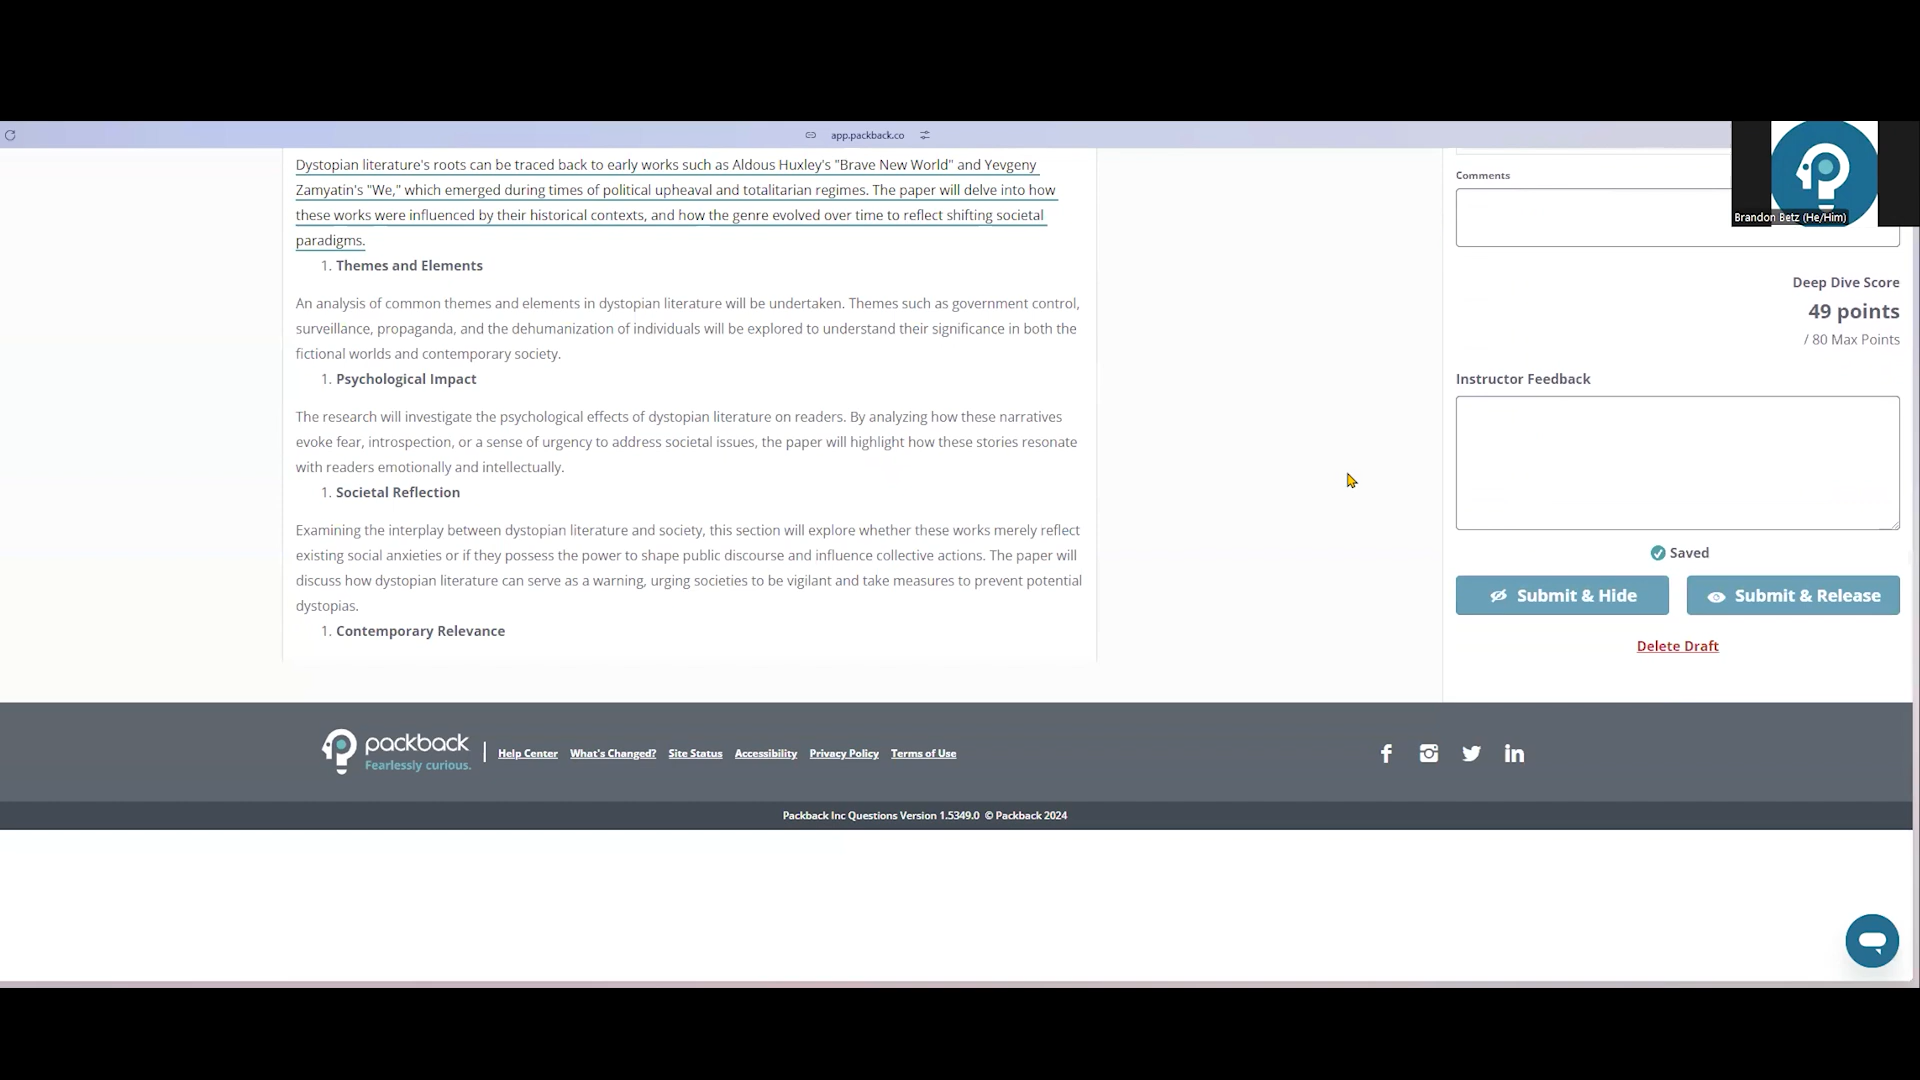 app.packback.co
Dystopian literature's roots can be traced back to early works such as Aldous Huxley's "Brave New World" and Yevgeny
Zamyatin's "We," which emerged during times of political upheaval and totalitarian regimes. The paper will delve into how
these works were influenced by their historical contexts, and how the genre evolved over time to reflect shifting societal
paradigms.
1. Themes and Elements
An analysis of common themes and elements in dystopian literature will be undertaken. Themes such as government control,
surveillance, propaganda, and the dehumanization of individuals will be explored to understand their significance in both the
fictional worlds and contemporary society.
1. Psychological Impact
The research will investigate the psychological effects of dystopian literature on readers. By analyzing how these narratives
evoke fear, introspection, or a sense of urgency to address societal issues, the paper will highlight how these stories resonate
with readers emotionally and intellectually.
1. Societal Reflection
Examining the interplay between dystopian literature and society, this section will explore whether these works merely reflect
existing social anxieties or if they possess the power to shape public discourse and influence collective actions. The paper will
discuss how dystopian literature can serve as a warning, urging societies to be vigilant and take measures to prevent potential
dystopias.
1. Contemporary Relevance
Comments
Brandon Betz (He/Him)
Deep Dive Score
49 points
/ 80 Max Points
Instructor Feedback
Saved
Submit & Hide
Submit & Release
Delete Draft
packback
Fearlessly curious.
Help Center What's Changed? Site Status Accessibility Privacy Policy Terms of Use
Packback Inc Questions Version 1.5349.0 © Packback 2024